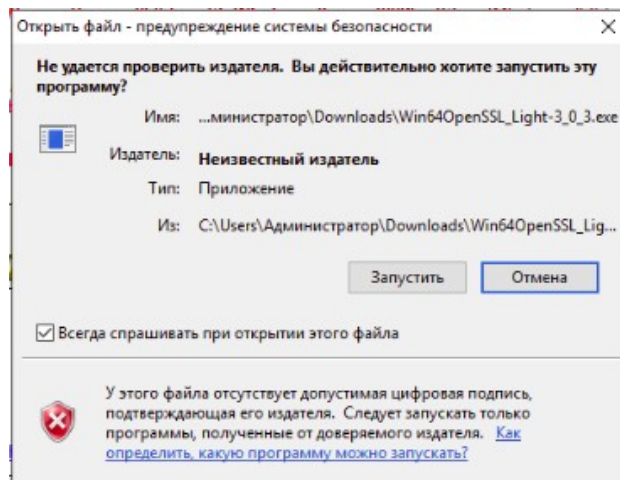 Открыть файл - предупреждение системы безопасности
Не удается проверить издателя. Вы действительно хотите запустить эту
программу?
Имя: ...министратор\Downloads\Win64OpenSSL_Light-3_0_3.exe
Издатель: Неизвестный издатель
Тип: Приложение
Из: C:\Users\Администратор\Downloads\Win64OpenSSL_Lig...
Запустить Отмена
Всегда спрашивать при открытии этого файла
У этого файла отсутствует допустимая цифровая подпись,
подтверждающая его издателя. Следует запускать только
программы, полученные от доверяемого издателя. Как
определить, какую программу можно запускать?